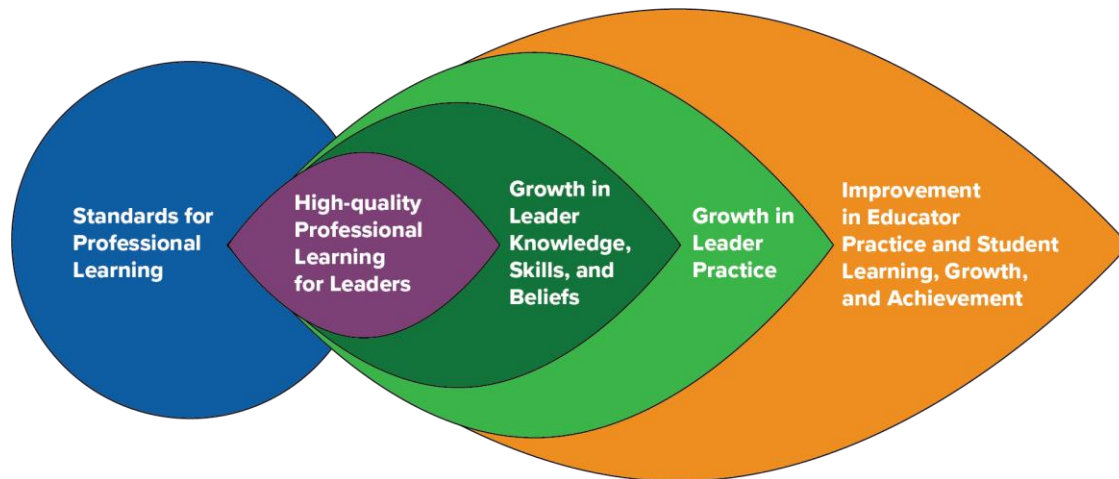 Standards for
Professional
Learning
High-quality
Professional
Learning
for Leaders
Growth in
Leader
Knowledge,
Skills, and
Beliefs
Growth in
Leader
Practice
Improvement
in Educator
Practice and Student
Learning, Growth,
and Achievement